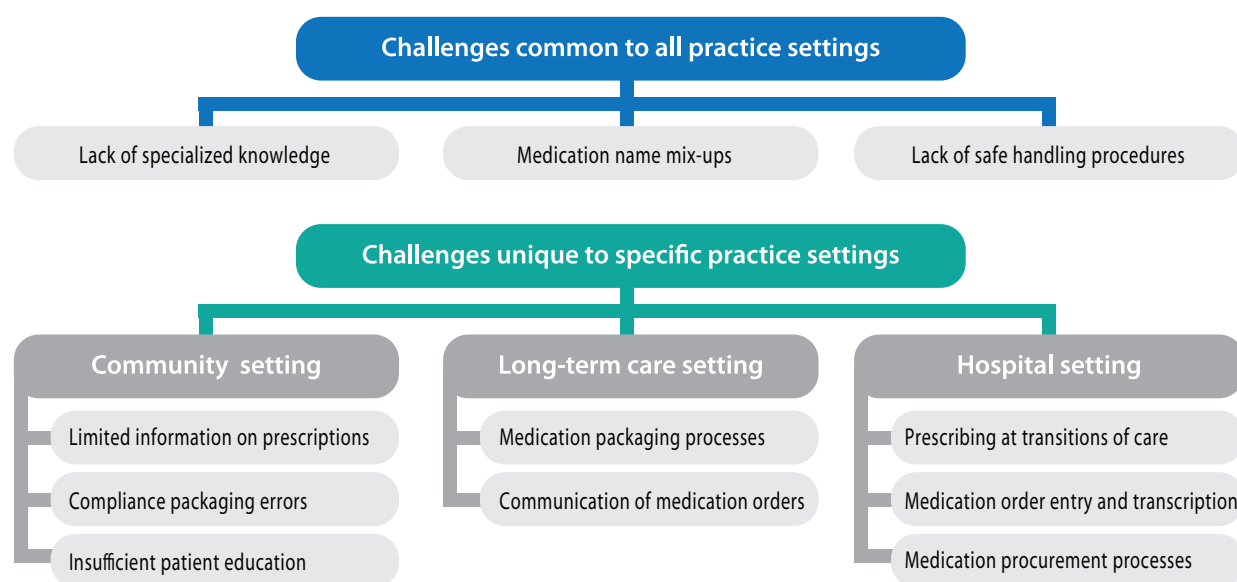 Challenges common to all practice settings
Lack of specialized knowledge
Medication name mix-ups
Lack of safe handling procedures
Challenges unique to specific practice settings
Community setting
Limited information on prescriptions
Compliance packaging errors
Insufficient patient education
Long-term care setting
Medication packaging processes
Communication of medication orders
Hospital setting
Prescribing at transitions of care
Medication order entry and transcription
Medication procurement processes